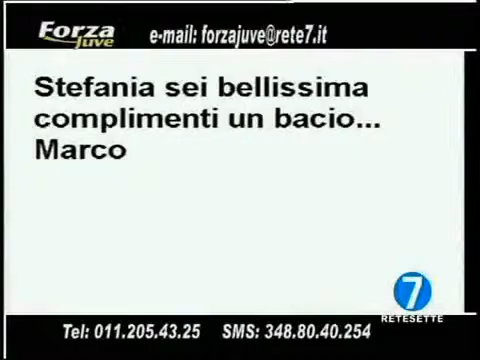 Forza
Juve
e-mail: forzajuve@rete7.it
Stefania sei bellissima
complimenti un bacio...
Marco
7
RETESETTE
Tel: 011.205.43.25 SMS: 348.80.40.254